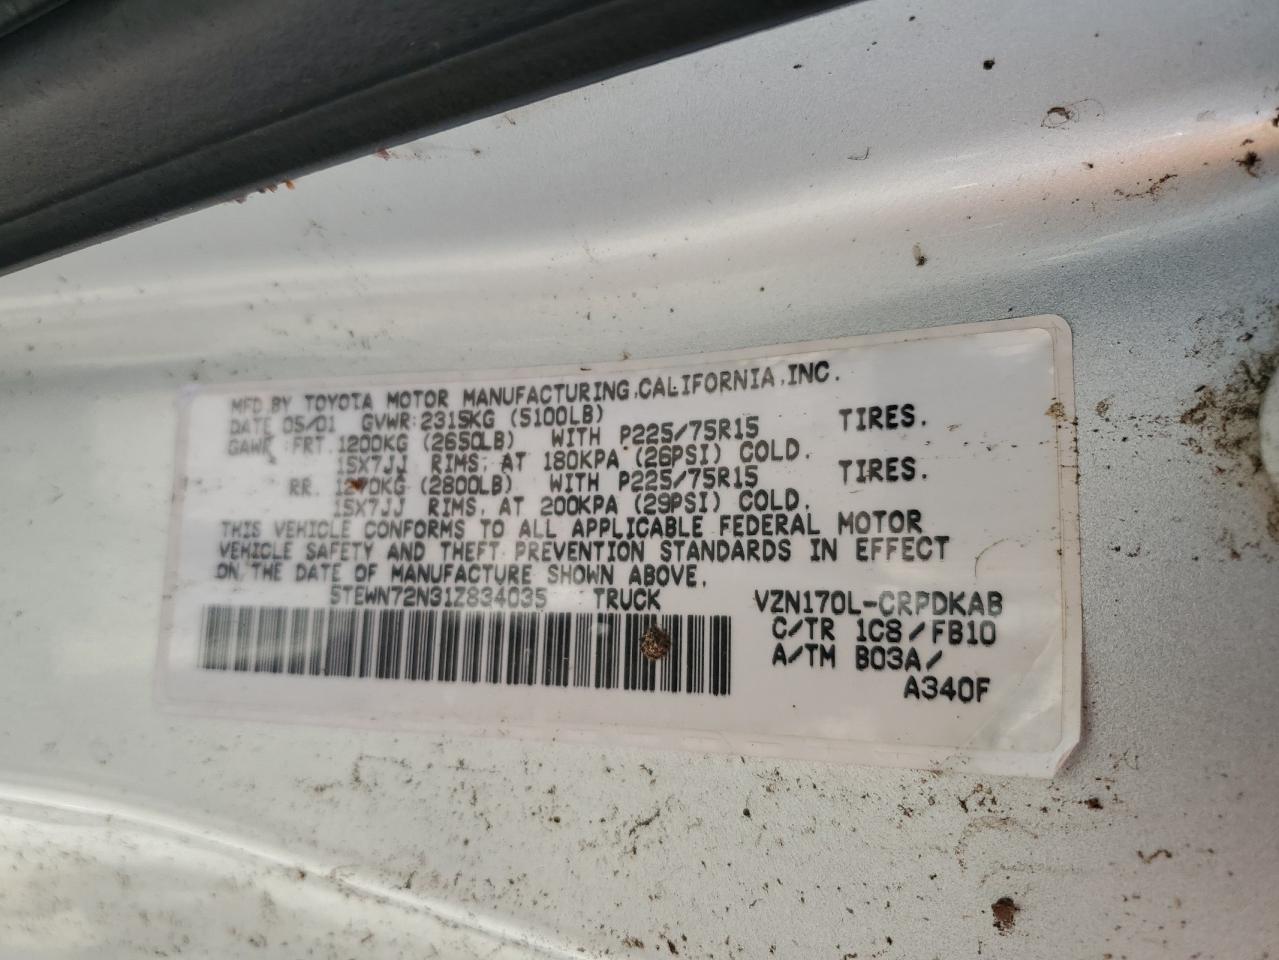 MFD.BY TOYOTA MOTOR MANUFACTURING,CALIFORNIA,INC.
DATE 05/01 GVWR:2315KG (5100LB)
GAWR:FRT.1200KG (2650LB) WITH P225/75R15 TIRES.
15X7JJ RIMS, AT 180KPA (26PSI) COLD.
RR. 1270KG (2800LB) WITH P225/75R15 TIRES.
15X7JJ RIMS, AT 200KPA (29PSI) COLD.
THIS VEHICLE CONFORMS TO ALL APPLICABLE FEDERAL MOTOR
VEHICLE SAFETY AND THEFT PREVENTION STANDARDS IN EFFECT
ON THE DATE OF MANUFACTURE SHOWN ABOVE.
5TEWN72N31Z834035 TRUCK VZN170L-CRPDKAB
C/TR 1C8/FB10
A/TM B03A/
A340F